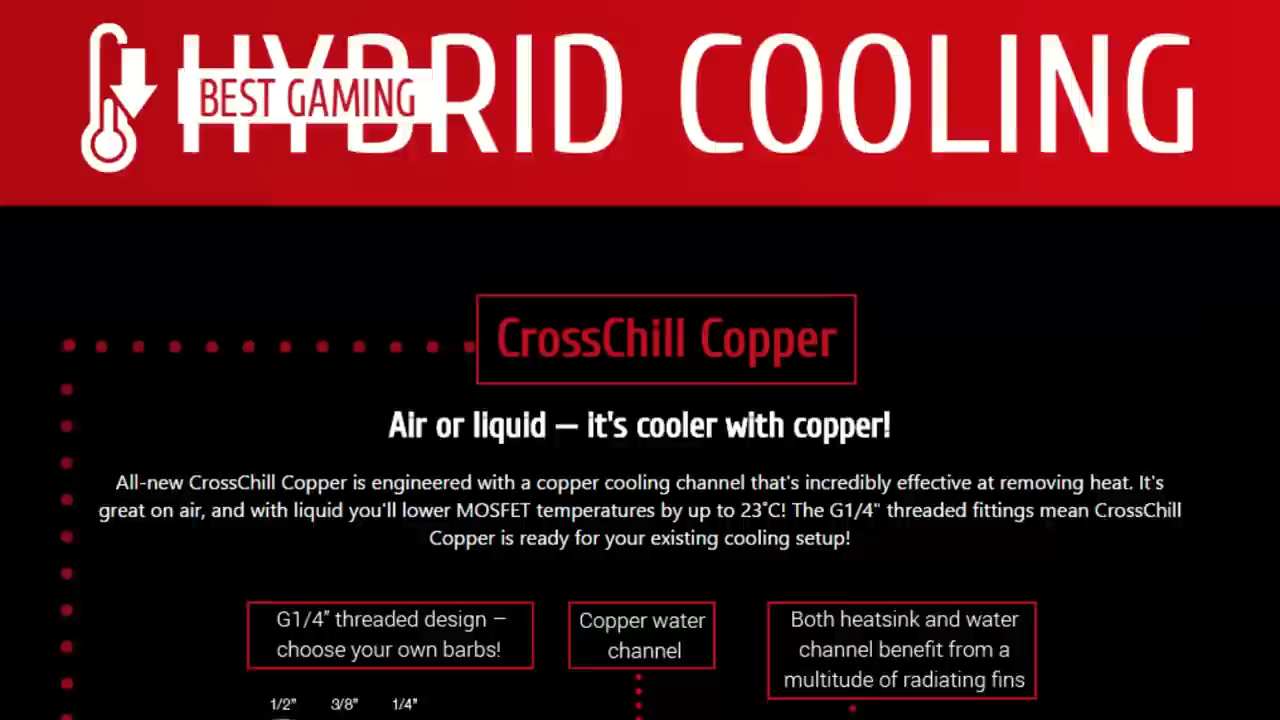 HYBRID COOLING
BEST GAMING
CrossChill Copper
Air or liquid — it's cooler with copper!
All-new CrossChill Copper is engineered with a copper cooling channel that's incredibly effective at removing heat. It's
great on air, and with liquid you'll lower MOSFET temperatures by up to 23˚C! The G1/4" threaded fittings mean CrossChill
Copper is ready for your existing cooling setup!
G1/4” threaded design –
choose your own barbs!
Copper water
channel
Both heatsink and water
channel benefit from a
multitude of radiating fins
1/2” 3/8” 1/4”